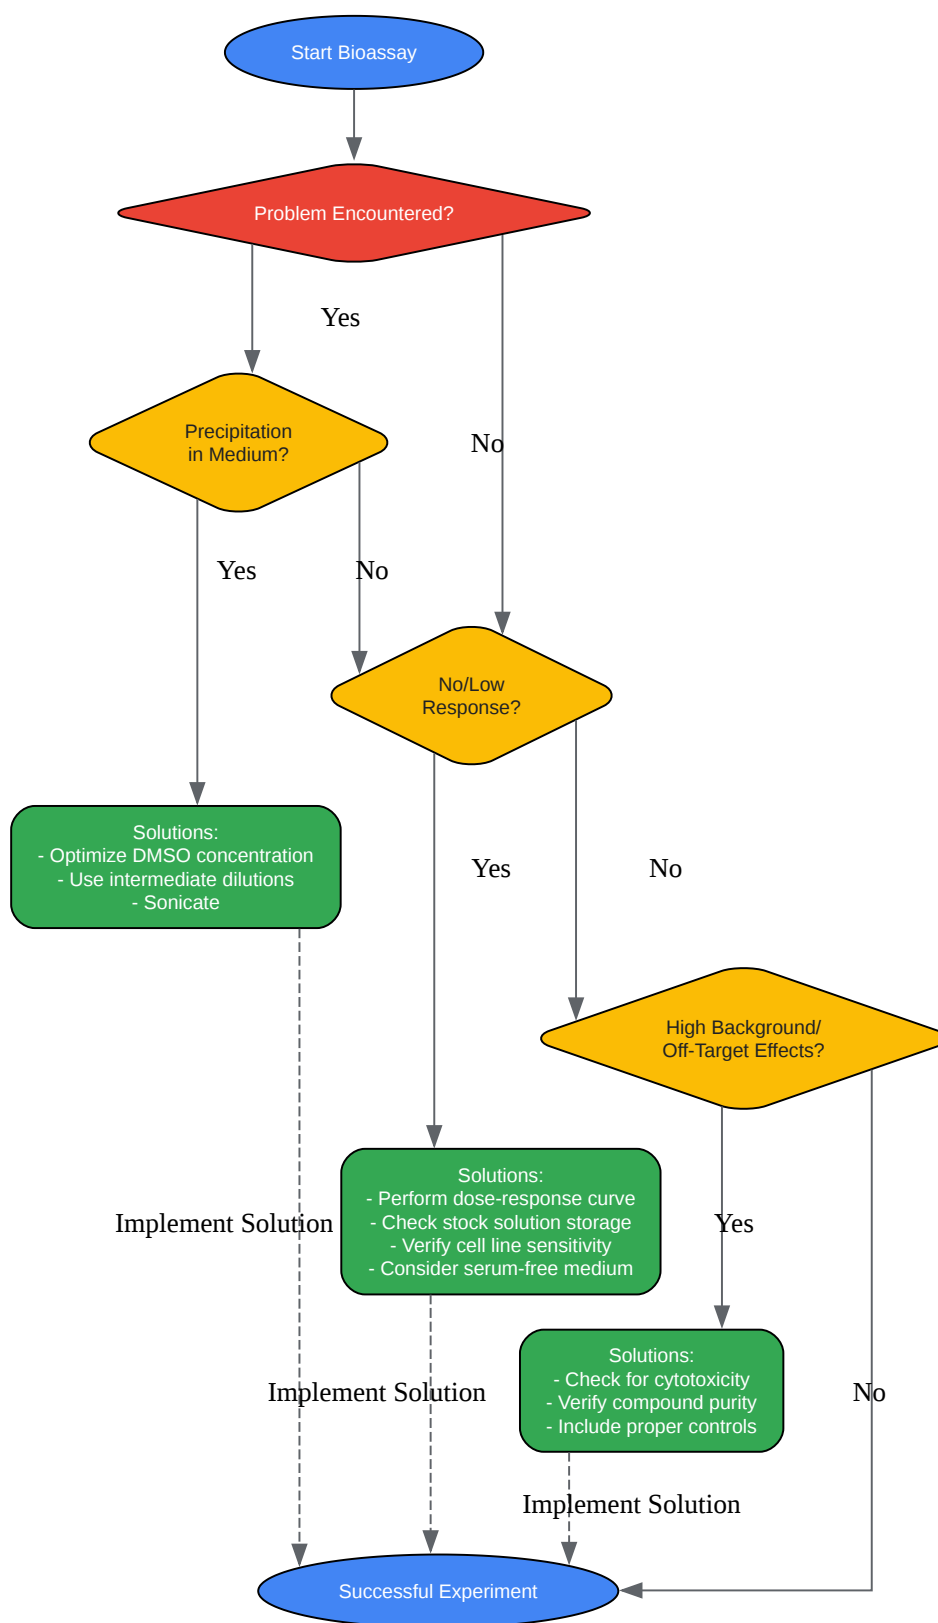 Start Bioassay
Problem Encountered?
Yes
Precipitation
in Medium?
No
Yes
No
No/Low
Response?
Solutions:
- Optimize DMSO concentration
- Use intermediate dilutions
- Sonicate
Yes
No
High Background/
Off-Target Effects?
Solutions:
- Perform dose-response curve
- Check stock solution storage
- Verify cell line sensitivity
- Consider serum-free medium
Implement Solution
Yes
Solutions:
- Check for cytotoxicity
- Verify compound purity
- Include proper controls
Implement Solution
No
Implement Solution
Successful Experiment